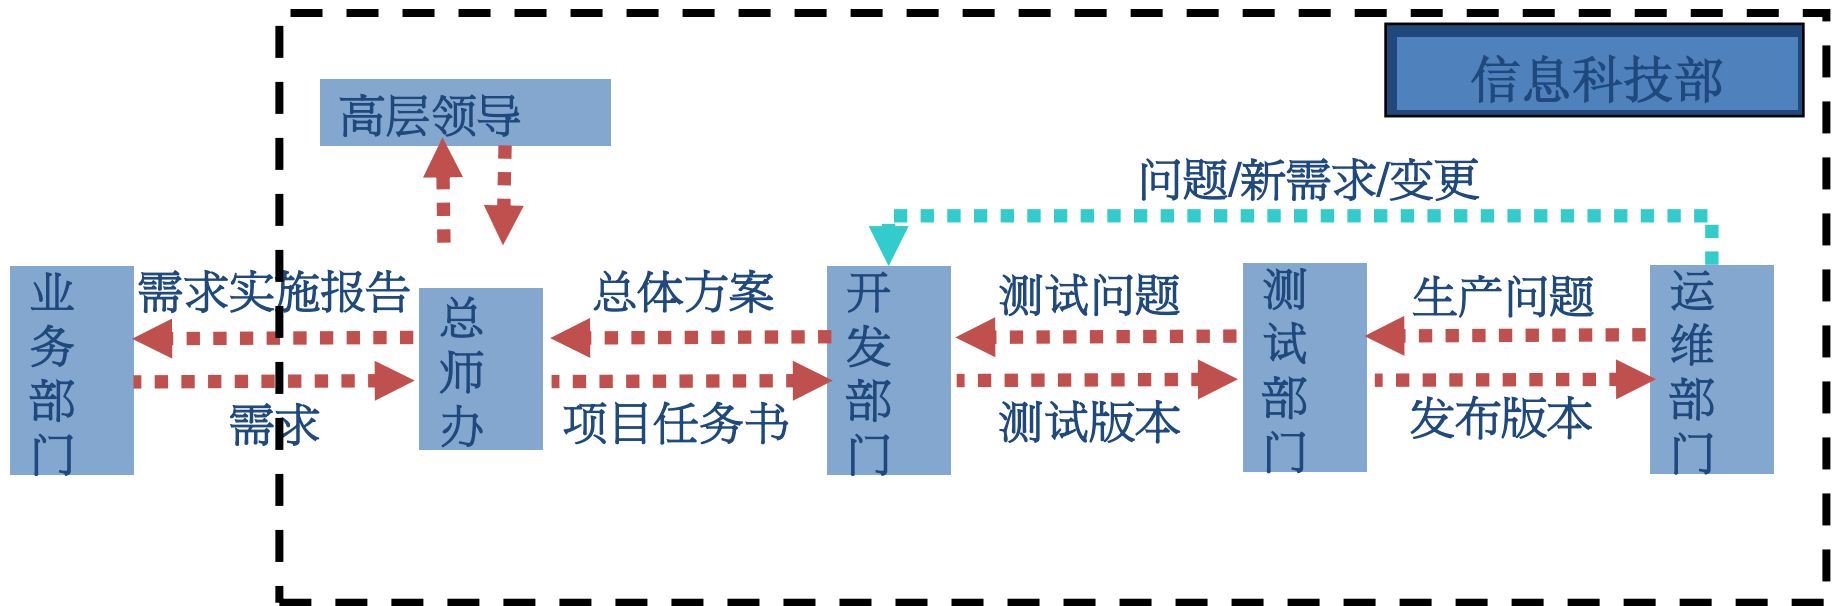 信息科技部
高层领导
问题/新需求/变更
业务部门
需求实施报告
需求
总师办
总体方案
项目任务书
开发部门
测试问题
测试版本
测试部门
生产问题
发布版本
运维部门